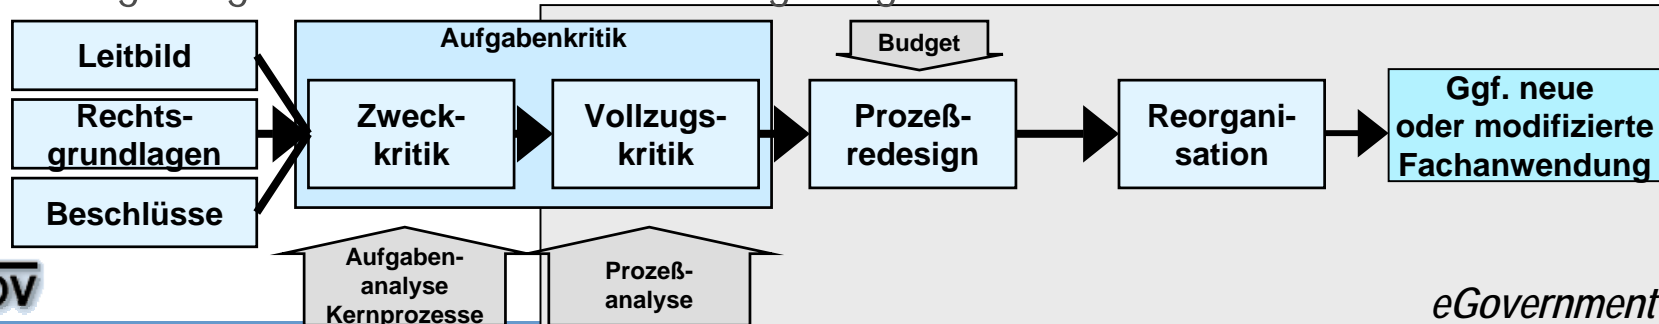 Leitbild
Rechts-
grundlagen
Beschlüsse
Aufgabenkritik
Zweck-
kritik
Vollzugs-
kritik
Budget
Prozeß-
redesign
Reorgani-
sation
Ggf. neue
oder modifizierte
Fachanwendung
Aufgaben-
analyse
Kernprozesse
Prozeß-
analyse
eGovernment